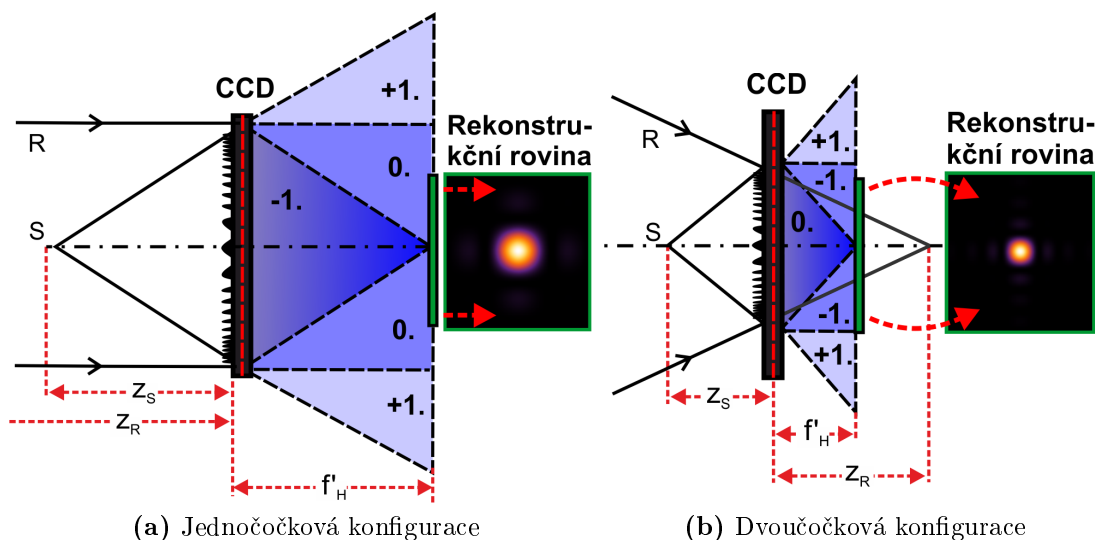 CCD
R
S
+1.
0.
-1.
0.
+1.
Rekonstru-
kční rovina
z_S
z_R
f'_H
(a) Jednočočková konfigurace
CCD
R
S
+1.
-1.
0.
-1.
+1.
Rekonstru-
kční rovina
z_S
f'_H
z_R
(b) Dvoučočková konfigurace